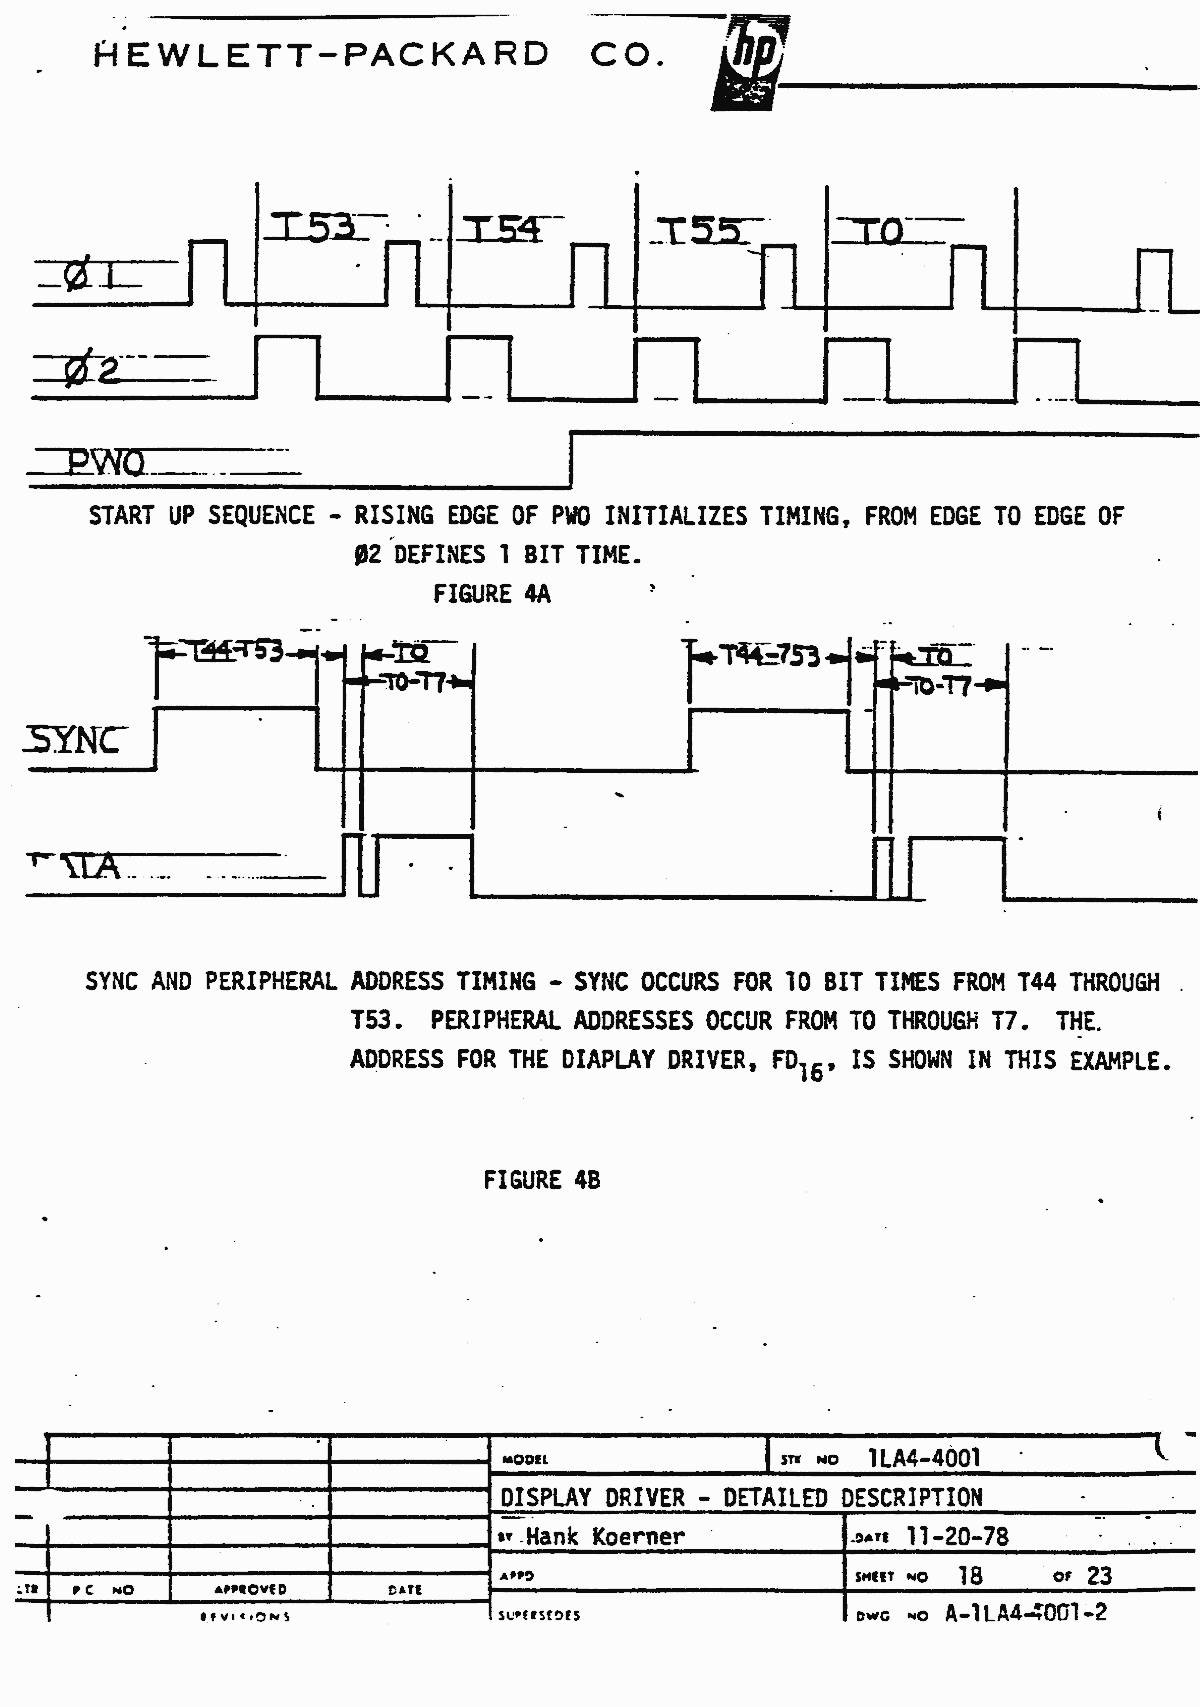 HEWLETT-PACKARD CO. hp
T53 T54 T55 T0
Ø1
Ø2
PWO
START UP SEQUENCE - RISING EDGE OF PWO INITIALIZES TIMING, FROM EDGE TO EDGE OF
Ø2 DEFINES 1 BIT TIME.
FIGURE 4A
T44-T53 T0 T44-T53 T0
T0-T7 T0-T7
SYNC
SYNC AND PERIPHERAL ADDRESS TIMING - SYNC OCCURS FOR 10 BIT TIMES FROM T44 THROUGH
T53. PERIPHERAL ADDRESSES OCCUR FROM TO THROUGH T7. THE.
ADDRESS FOR THE DIAPLAY DRIVER, FD16, IS SHOWN IN THIS EXAMPLE.
FIGURE 4B
MODEL STK NO 1LA4-4001
DISPLAY DRIVER - DETAILED DESCRIPTION
BY Hank Koerner DATE 11-20-78
LTR PC NO APPROVED DATE APPD SHEET NO 18 OF 23
REVISIONS SUPERSEDES DWG NO A-1LA4-4001-2